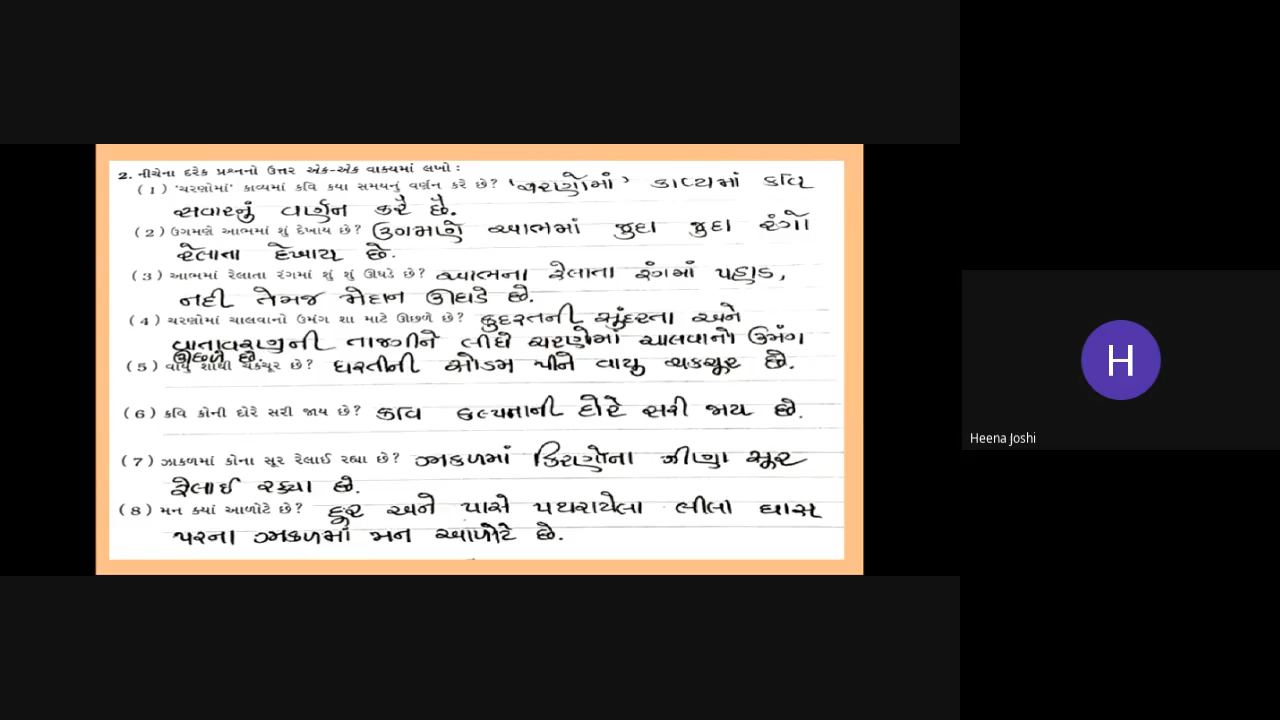 2. નીચેના દરેક પ્રશ્નનો ઉત્તર એક-એક વાક્યમાં લખો :
(1) 'ચરણોમાં' કાવ્યમાં કવિ કયા સમયનું વર્ણન કરે છે? 'ચરણોમાં' કાવ્યમાં કવિ
સવારનું વર્ણન કરે છે.
(2) ઉગમણે આભમાં શું દેખાય છે? ઉગમણે આભમાં જુદા જુદા રંગો
રેલાતા દેખાય છે.
(3) આભમાં રેલાતા રંગમાં શું શું ઊઘડે છે? આભના રેલાતા રંગમાં પહાડ,
નદી તેમજ મેદાન ઊઘડે છે.
(4) ચરણોમાં ચાલવાનો ઉમંગ શા માટે ઊછળે છે? કુદરતની સુંદરતા અને
વાતાવરણની તાજગીને લીધે ચરણોમાં ચાલવાનો ઉમંગ
ઊછળે છે.
(5) વાયુ શાથી ચકચૂર છે? ધરતીની સોડમ પીને વાયુ ચકચૂર છે.
(6) કવિ કોની દોરે સરી જાય છે? કવિ કલ્પનાની દોરે સરી જાય છે.
(7) ઝાકળમાં કોના સૂર રેલાઈ રહ્યા છે? ઝાકળમાં કિરણોના ઝીણા સૂર
રેલાઈ રહ્યા છે.
(8) મન ક્યાં આળોટે છે? દૂર અને પાસે પથરાયેલા લીલા ઘાસ
પરના ઝાકળમાં મન આળોટે છે.
H
Heena Joshi